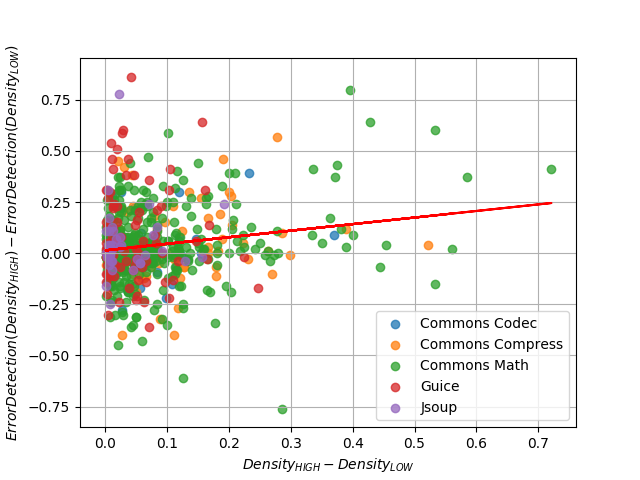 ErrorDetection(Density_HIGH) − ErrorDetection(Density_LOW)
0.75
0.50
0.25
0.00
−0.25
−0.50
−0.75
Commons Codec
Commons Compress
Commons Math
Guice
Jsoup
0.0 0.1 0.2 0.3 0.4 0.5 0.6 0.7
Density_HIGH − Density_LOW